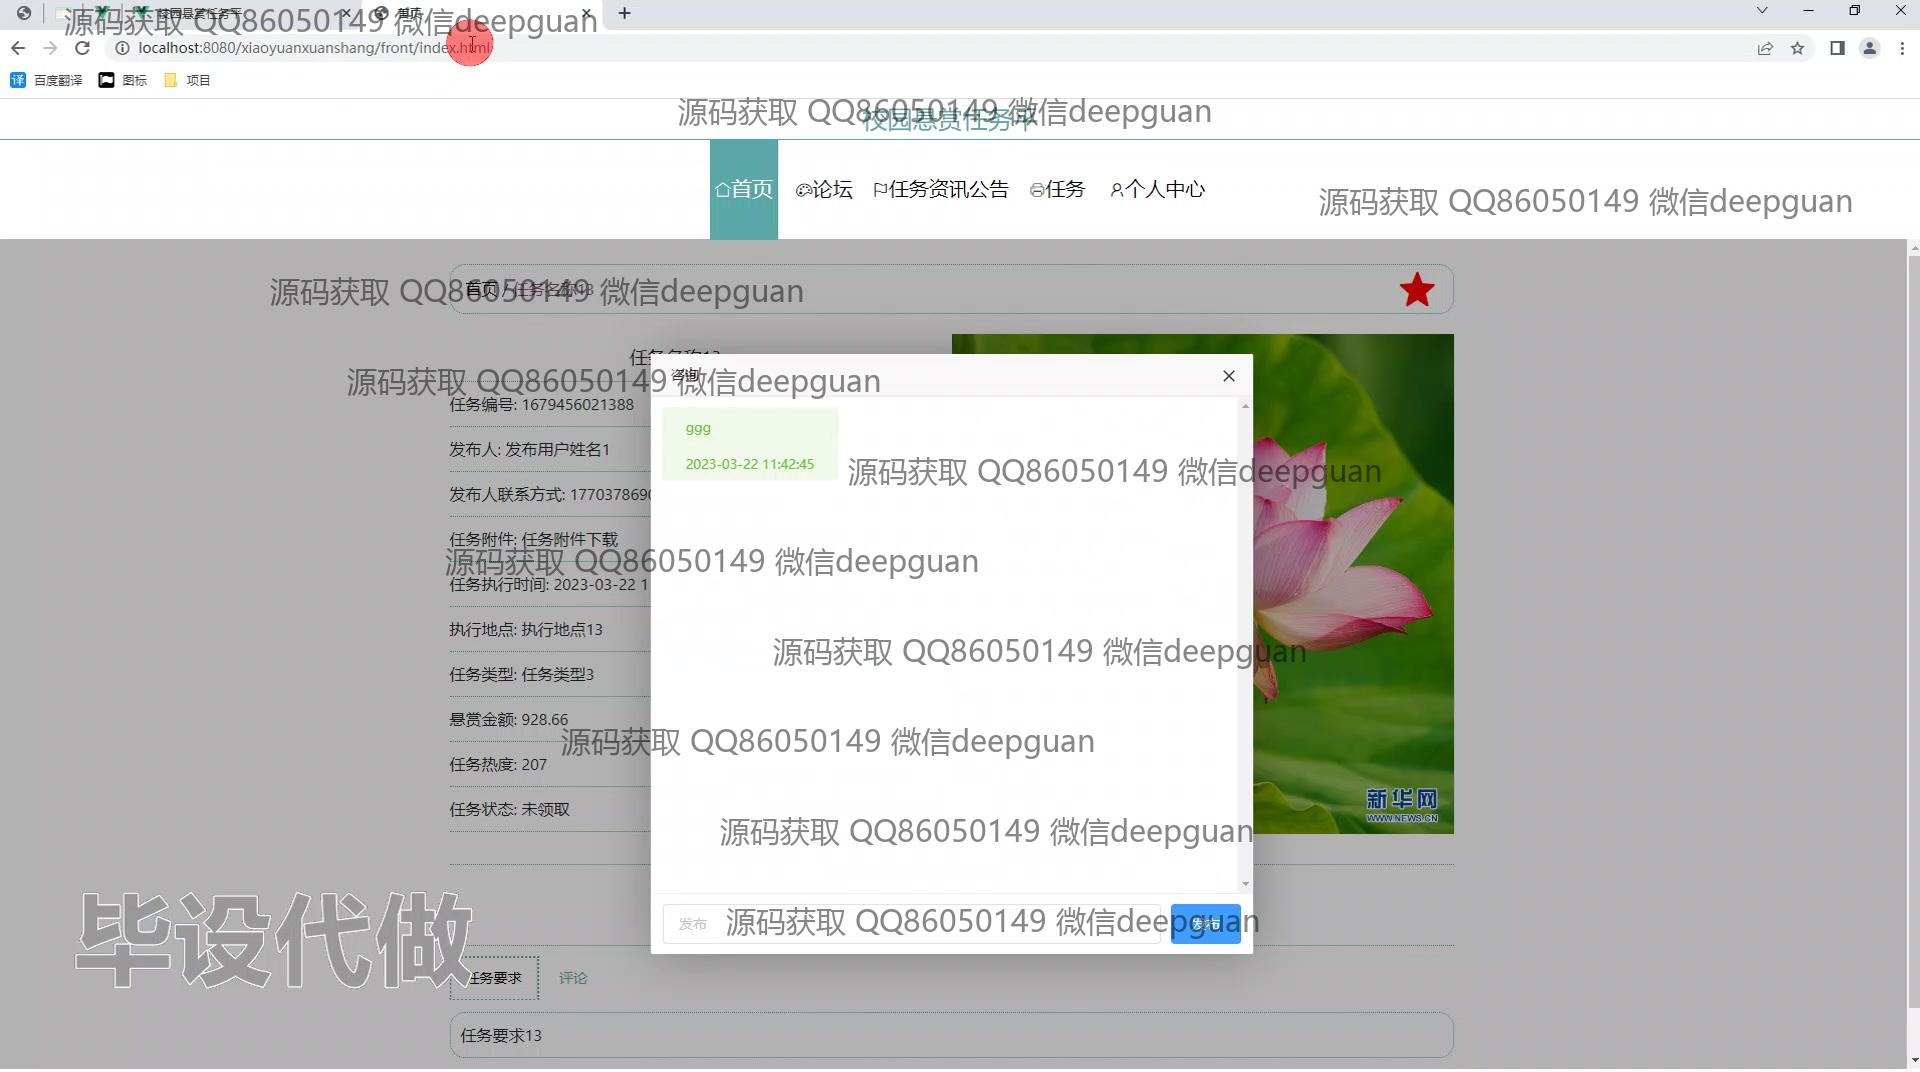 校园悬赏任务平
首页
源码获取 QQ86050149 微信deepguan
localhost:8080/xiaoyuanxuanshang/front/index.html
百度翻译 图标 项目
源码获取 QQ86050149 微信deepguan
校园悬赏任务平
首页 论坛 任务资讯公告 任务 个人中心
源码获取 QQ86050149 微信deepguan
首页 / 任务名称13
源码获取 QQ86050149 微信deepguan
任务名称13
咨询
源码获取 QQ86050149 微信deepguan
任务编号: 1679456021388
ggg
发布人: 发布用户姓名1
2023-03-22 11:42:45
源码获取 QQ86050149 微信deepguan
发布人联系方式: 1770378690
任务附件: 任务附件下载
源码获取 QQ86050149 微信deepguan
任务执行时间: 2023-03-22 1
执行地点: 执行地点13
源码获取 QQ86050149 微信deepguan
任务类型: 任务类型3
悬赏金额: 928.66
源码获取 QQ86050149 微信deepguan
任务热度: 207
新华网
WWW.NEWS.CN
任务状态: 未领取
源码获取 QQ86050149 微信deepguan
发布 发布
源码获取 QQ86050149 微信deepguan
毕设代做
任务要求 评论
任务要求13